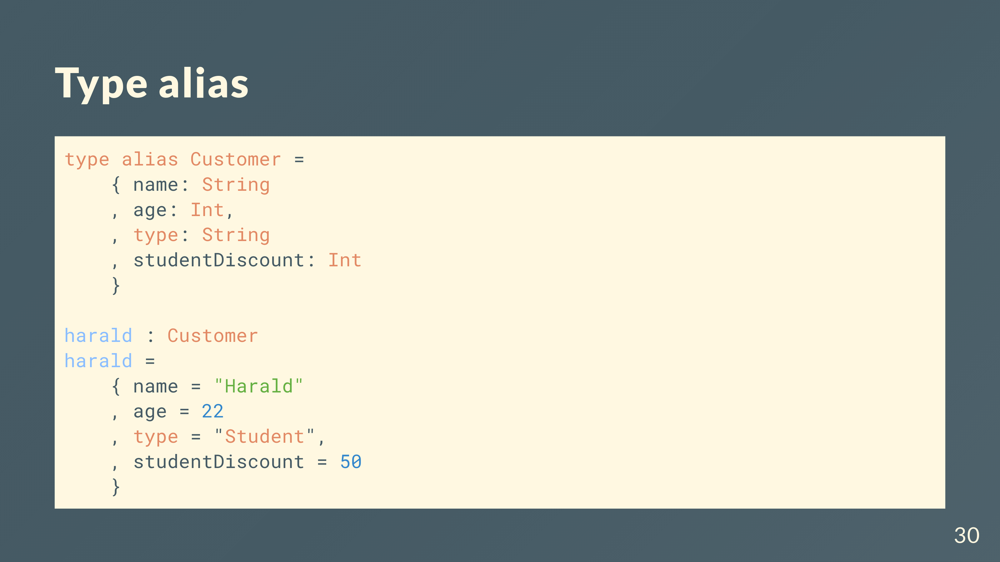 Type alias
type alias Customer =
    { name: String
    , age: Int,
    , type: String
    , studentDiscount: Int
    }

harald : Customer
harald =
    { name = "Harald"
    , age = 22
    , type = "Student",
    , studentDiscount = 50
    }
30